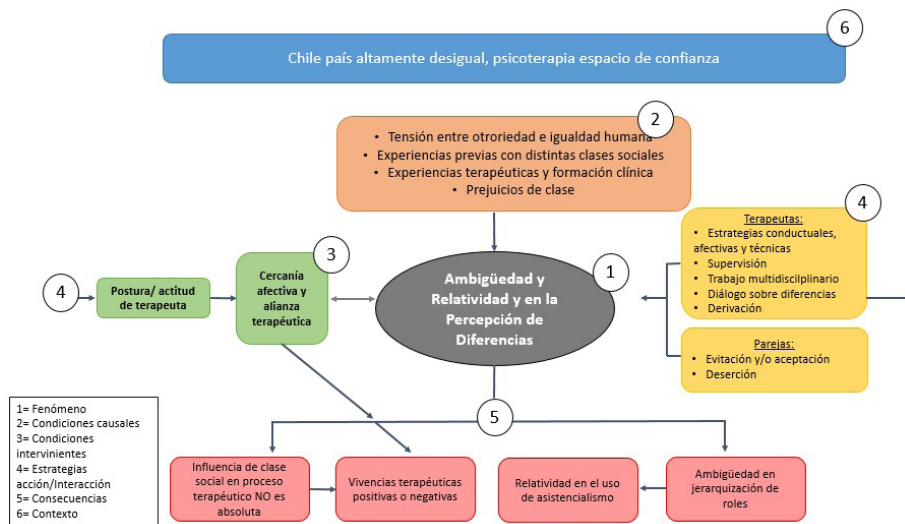 6
Chile país altamente desigual, psicoterapia espacio de confianza
2
• Tensión entre otroriedad e igualdad humana
• Experiencias previas con distintas clases sociales
• Experiencias terapéuticas y formación clínica
• Prejuicios de clase
4
Postura/ actitud
de terapeuta
3
Cercanía
afectiva y
alianza
terapéutica
1
Ambigüedad y
Relatividad y en la
Percepción de
Diferencias
4
Terapeutas:
• Estrategias conductuales,
afectivas y técnicas
• Supervisión
• Trabajo multidiscilplinario
• Diálogo sobre diferencias
• Derivación
Parejas:
• Evitación y/o aceptación
• Deserción
5
Influencia de clase
social en proceso
terapéutico NO es
absoluta
Vivencias terapéuticas
positivas o negativas
Relatividad en el uso
de asistencialismo
Ambigüedad en
jerarquización de
roles
1= Fenómeno
2= Condiciones causales
3= Condiciones
intervinientes
4= Estrategias
acción/Interacción
5= Consecuencias
6= Contexto